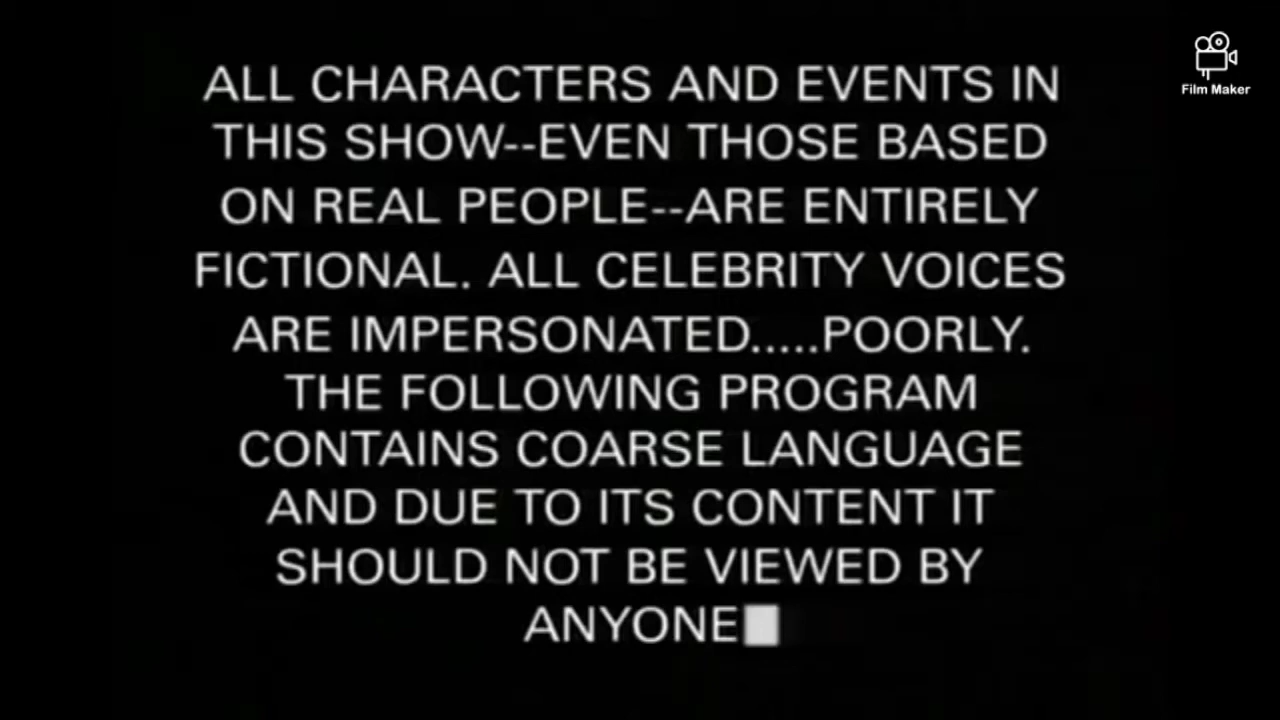 Film Maker
ALL CHARACTERS AND EVENTS IN
THIS SHOW--EVEN THOSE BASED
ON REAL PEOPLE--ARE ENTIRELY
FICTIONAL. ALL CELEBRITY VOICES
ARE IMPERSONATED.....POORLY.
THE FOLLOWING PROGRAM
CONTAINS COARSE LANGUAGE
AND DUE TO ITS CONTENT IT
SHOULD NOT BE VIEWED BY
ANYONE